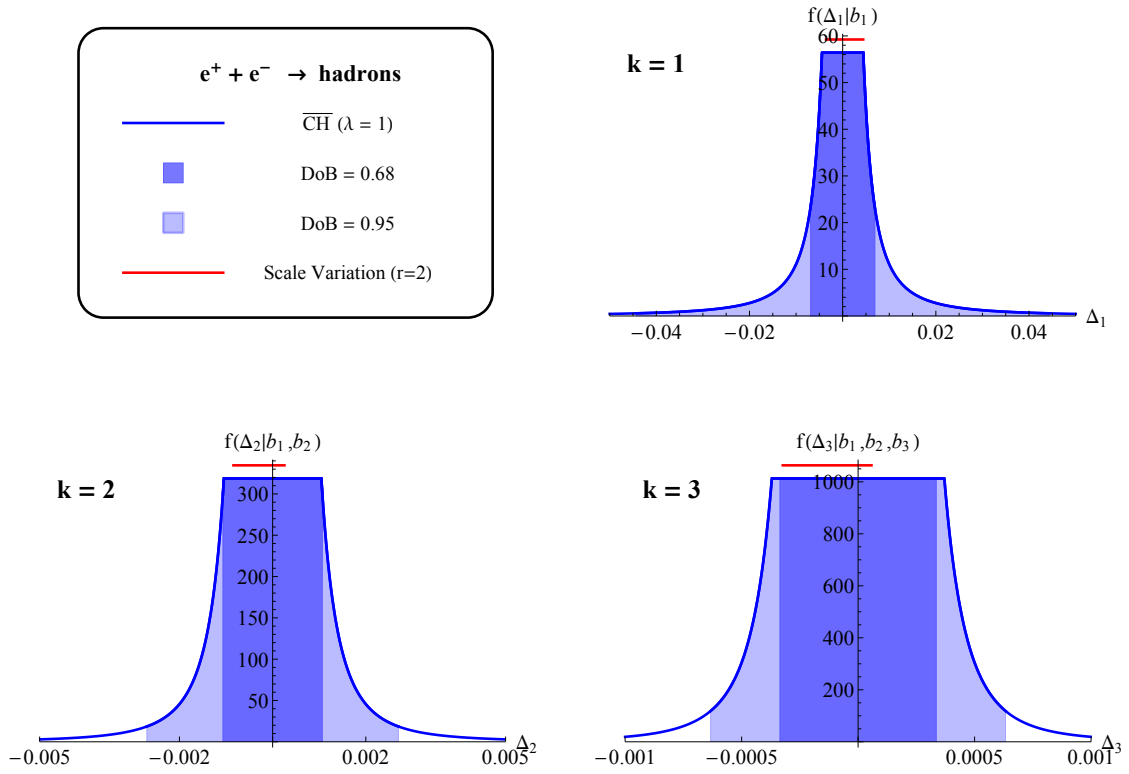 e⁺ + e⁻ → hadrons
C̅H̅ (λ = 1)
DoB = 0.68
DoB = 0.95
Scale Variation (r=2)
f(Δ₁|b₁)
k = 1
60
50
40
30
20
10
−0.04 −0.02 0.02 0.04 Δ₁
f(Δ₂|b₁,b₂)
k = 2
300
250
200
150
100
50
−0.005 −0.002 0.002 0.005 Δ₂
f(Δ₃|b₁,b₂,b₃)
k = 3
1000
800
600
400
200
−0.001 −0.0005 0.0005 0.001 Δ₃